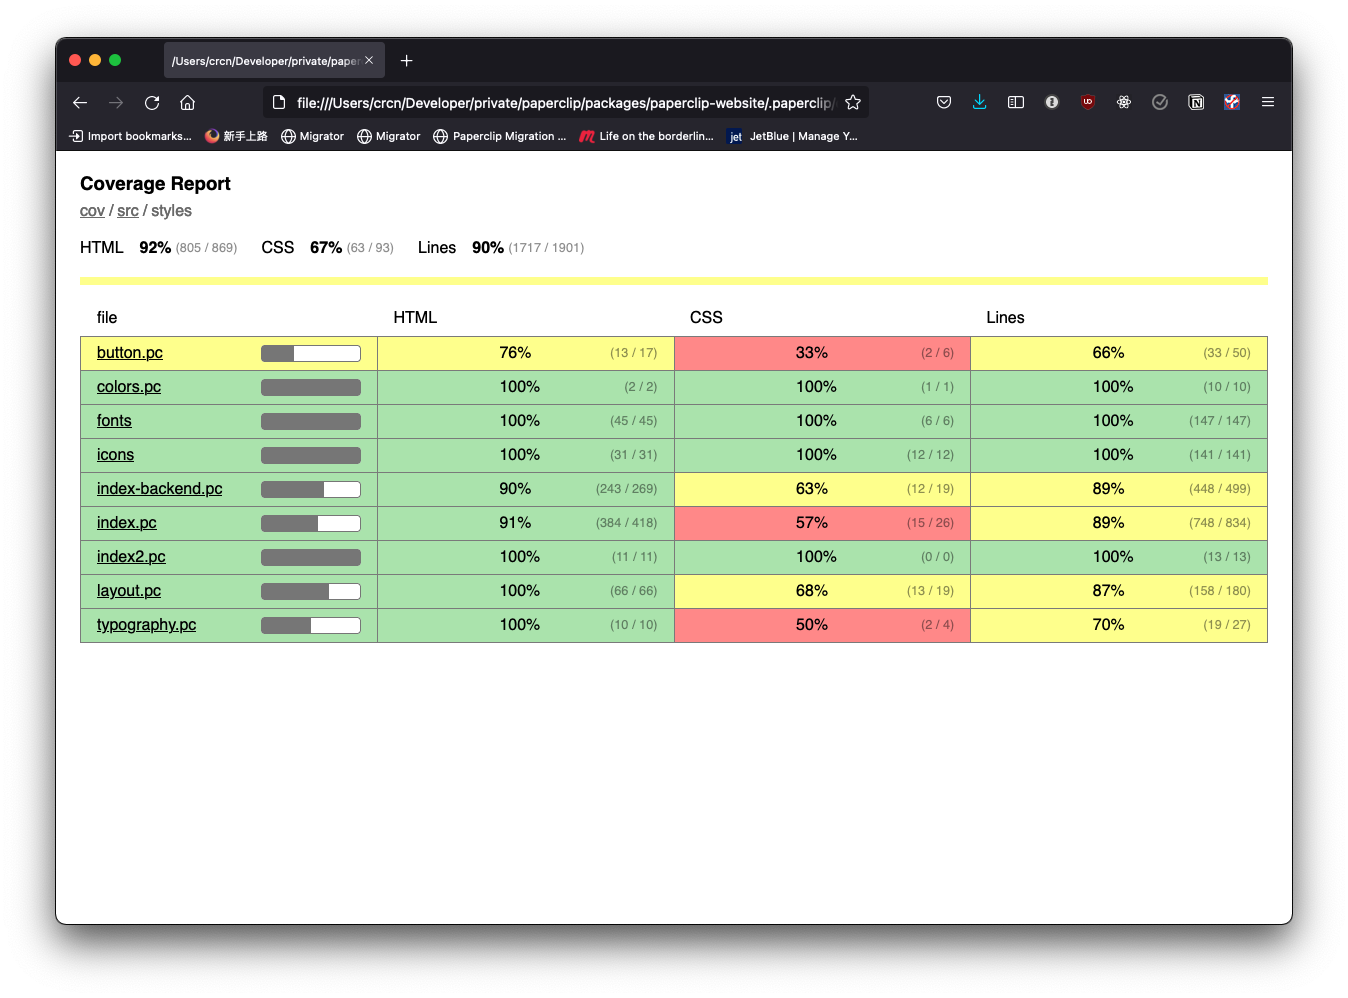 /Users/crcn/Developer/private/paper
file:///Users/crcn/Developer/private/paperclip/packages/paperclip-website/.paperclip/
Import bookmarks... 新手上路 Migrator Migrator Paperclip Migration ... Life on the borderlin... jet JetBlue | Manage Y...
Coverage Report
cov / src / styles
HTML 92% (805 / 869) CSS 67% (63 / 93) Lines 90% (1717 / 1901)
file HTML CSS Lines
button.pc 76% (13 / 17) 33% (2 / 6) 66% (33 / 50)
colors.pc 100% (2 / 2) 100% (1 / 1) 100% (10 / 10)
fonts 100% (45 / 45) 100% (6 / 6) 100% (147 / 147)
icons 100% (31 / 31) 100% (12 / 12) 100% (141 / 141)
index-backend.pc 90% (243 / 269) 63% (12 / 19) 89% (448 / 499)
index.pc 91% (384 / 418) 57% (15 / 26) 89% (748 / 834)
index2.pc 100% (11 / 11) 100% (0 / 0) 100% (13 / 13)
layout.pc 100% (66 / 66) 68% (13 / 19) 87% (158 / 180)
typography.pc 100% (10 / 10) 50% (2 / 4) 70% (19 / 27)